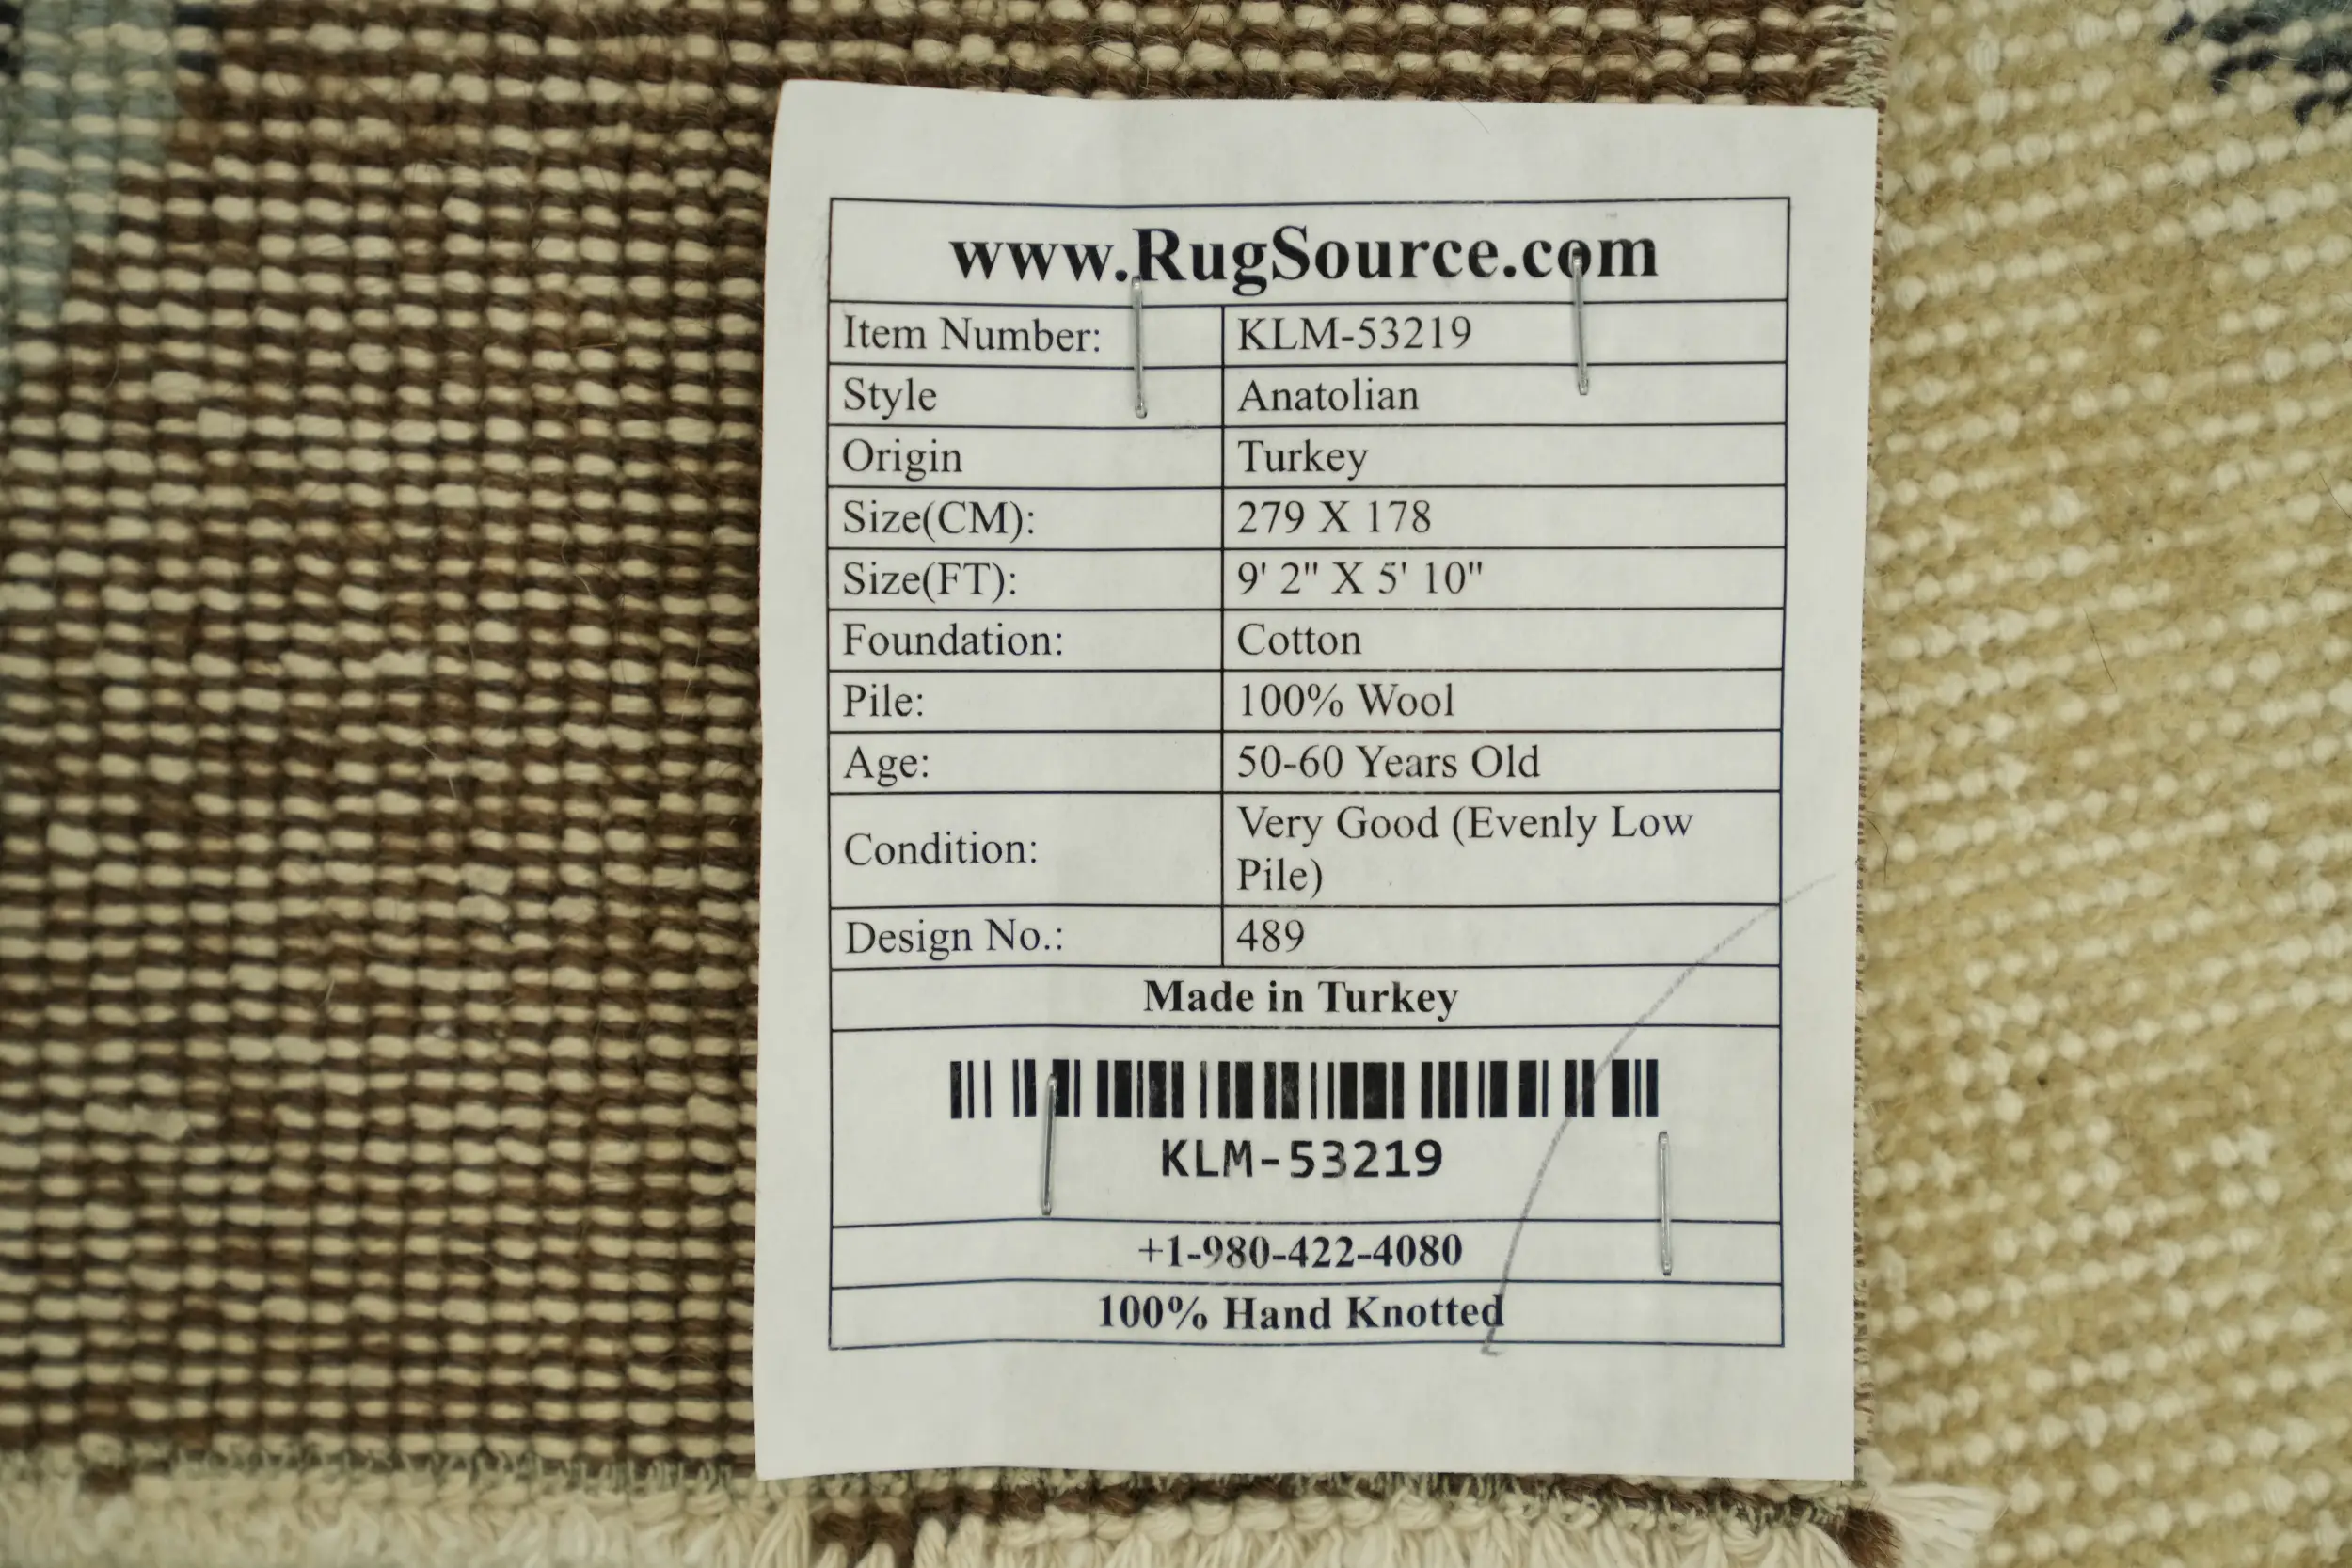 www.RugSource.com
Item Number: KLM-53219
Style Anatolian
Origin Turkey
Size(CM): 279 X 178
Size(FT): 9' 2" X 5' 10"
Foundation: Cotton
Pile: 100% Wool
Age: 50-60 Years Old
Condition: Very Good (Evenly Low
Pile)
Design No.: 489
Made in Turkey
KLM-53219
+1-980-422-4080
100% Hand Knotted